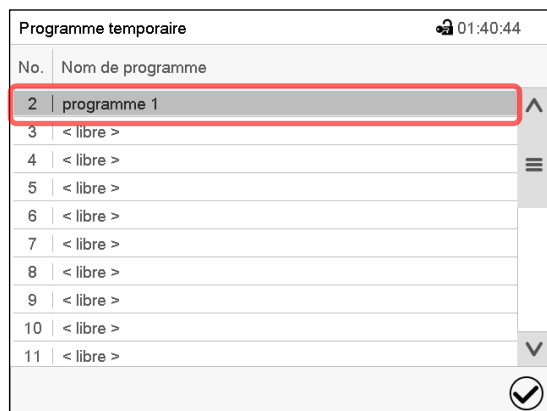 Programme temporaire 01:40:44
No. Nom de programme
2 programme 1
3 < libre >
4 < libre >
5 < libre >
6 < libre >
7 < libre >
8 < libre >
9 < libre >
10 < libre >
11 < libre >